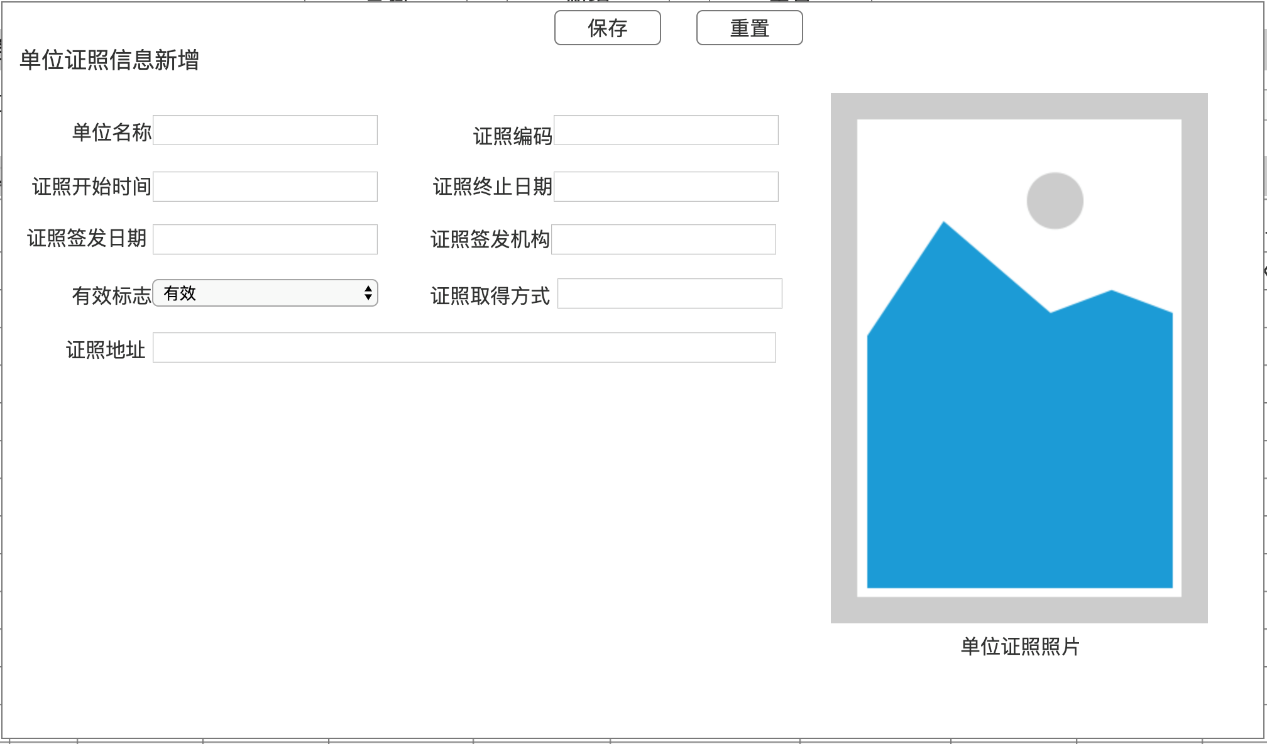 保存 重置
单位证照信息新增
单位名称 证照编码
证照开始时间 证照终止日期
证照签发日期 证照签发机构
有效标志 有效 证照取得方式
证照地址
单位证照照片